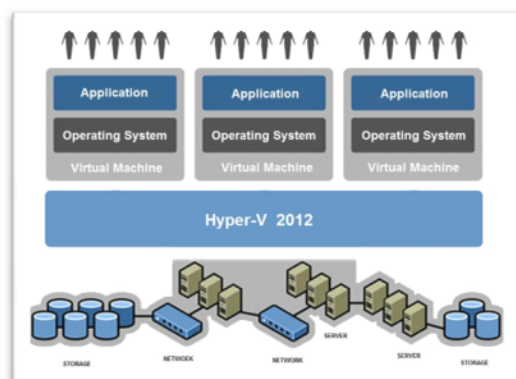 Application
Application
Application
Operating System
Operating System
Operating System
Virtual Machine
Virtual Machine
Virtual Machine
Hyper-V 2012
STORAGE
NETWOEK
NETWORK
SERVER
SERVER
STORAGE